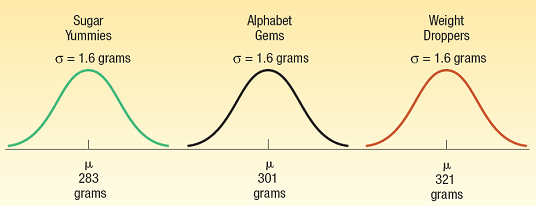 Sugar
Yummies
σ = 1.6 grams
μ
283
grams
Alphabet
Gems
σ = 1.6 grams
μ
301
grams
Weight
Droppers
σ = 1.6 grams
μ
321
grams